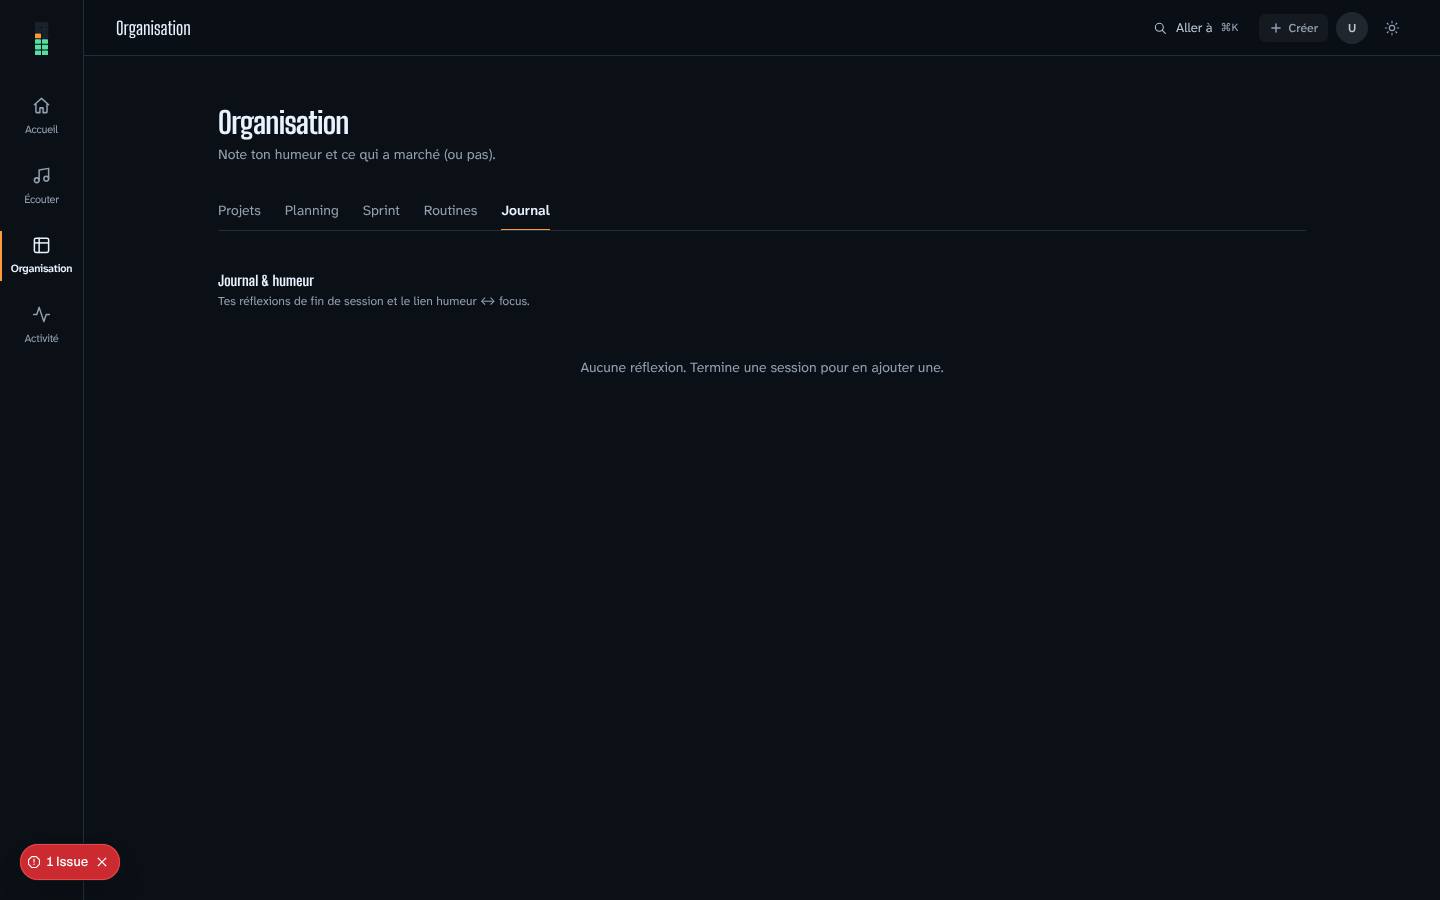 Organisation
Aller à ⌘K
Créer
U
Accueil
Écouter
Organisation
Activité
Organisation
Note ton humeur et ce qui a marché (ou pas).
Projets Planning Sprint Routines Journal
Journal & humeur
Tes réflexions de fin de session et le lien humeur ↔ focus.
Aucune réflexion. Termine une session pour en ajouter une.
1 Issue